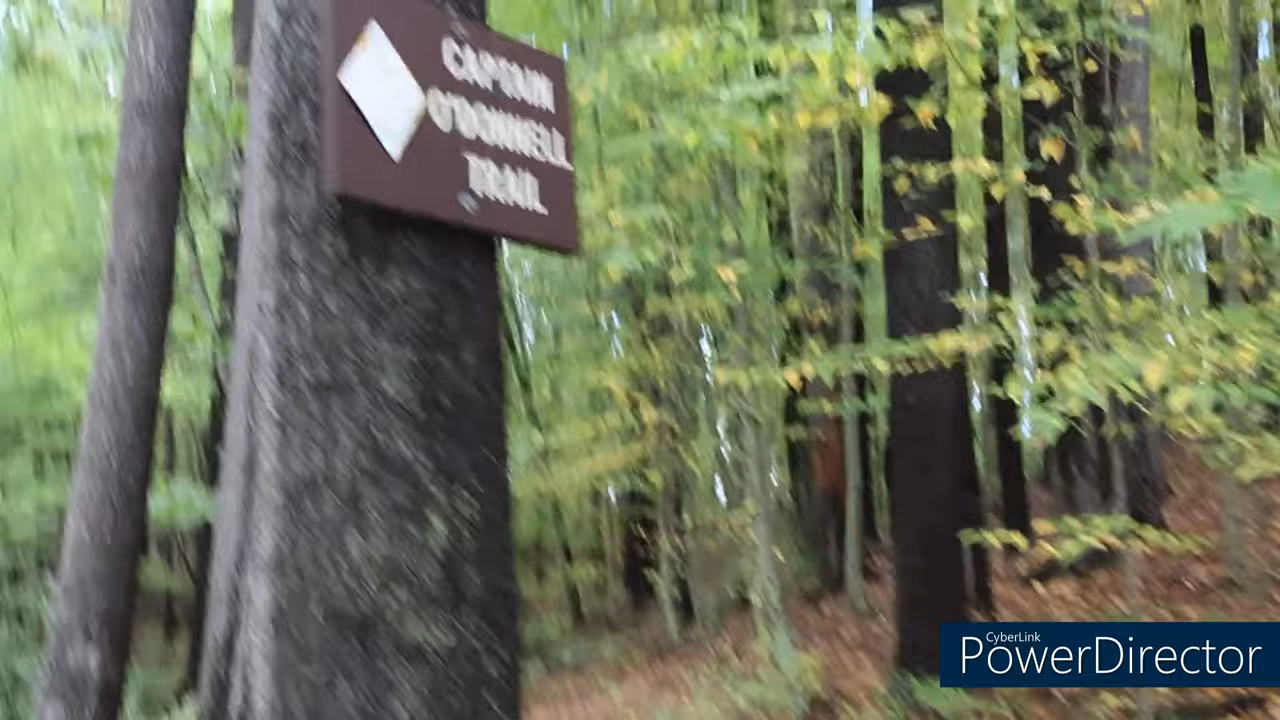 CAPTAIN
O'DONNELL
TRAIL
CyberLink
PowerDirector